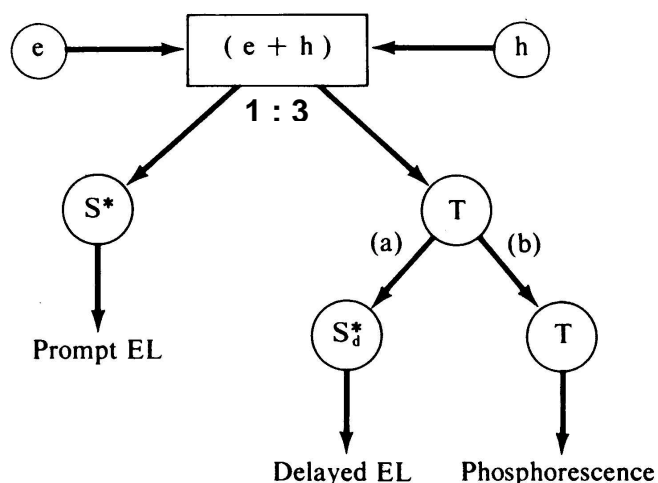 e ( e + h ) h
1 : 3
S* T
(a) (b)
Prompt EL S*d T
Delayed EL Phosphorescence